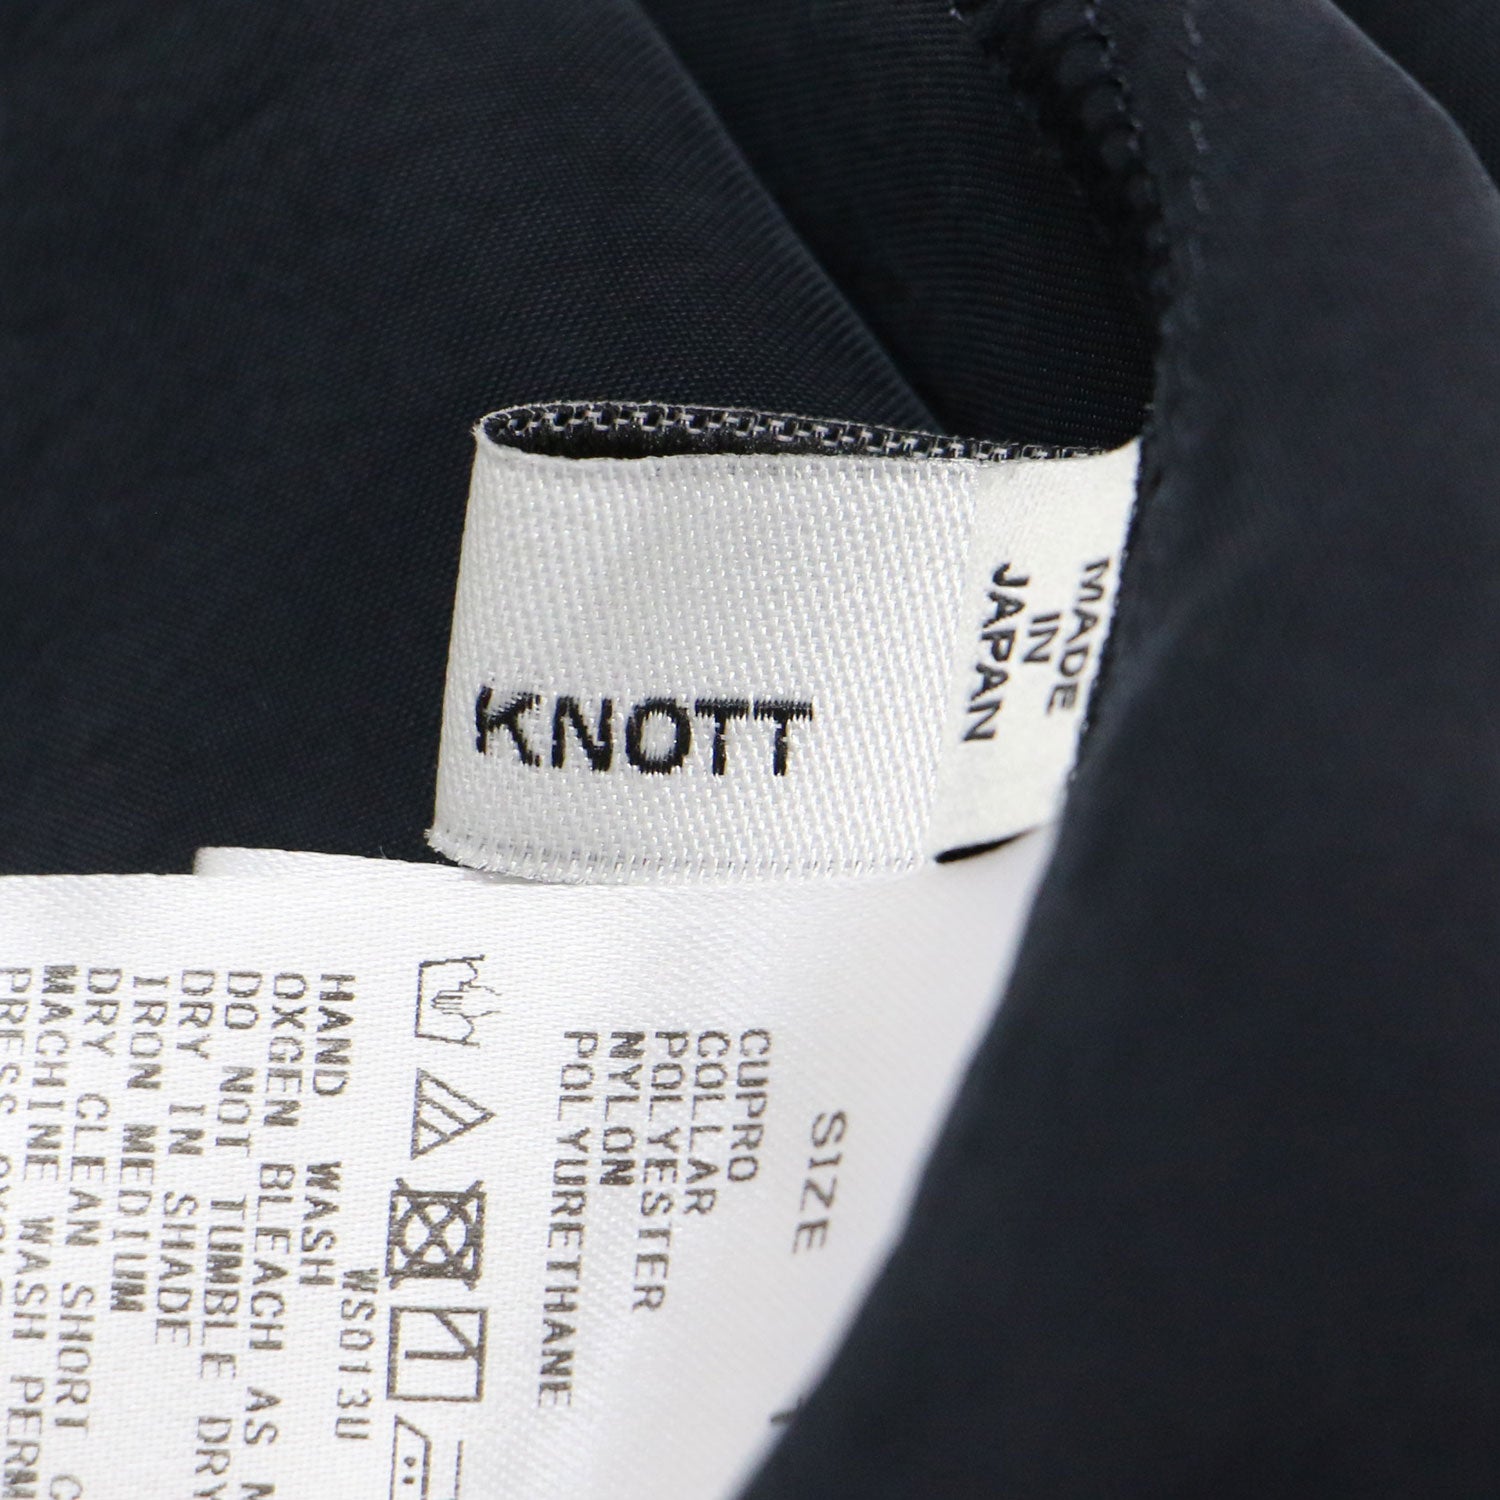 KNOTT
MADE
IN
JAPAN
SIZE
CUPRO
COLLAR
POLYESTER
NYLON
POLYURETHANE
WS013U
HAND WASH
OXGEN BLEACH AS
DO NOT TUMBLE DRY
DRY IN SHADE
IRON MEDIUM
DRY CLEAN SHORT
MACHINE WASH PERM
PRESS